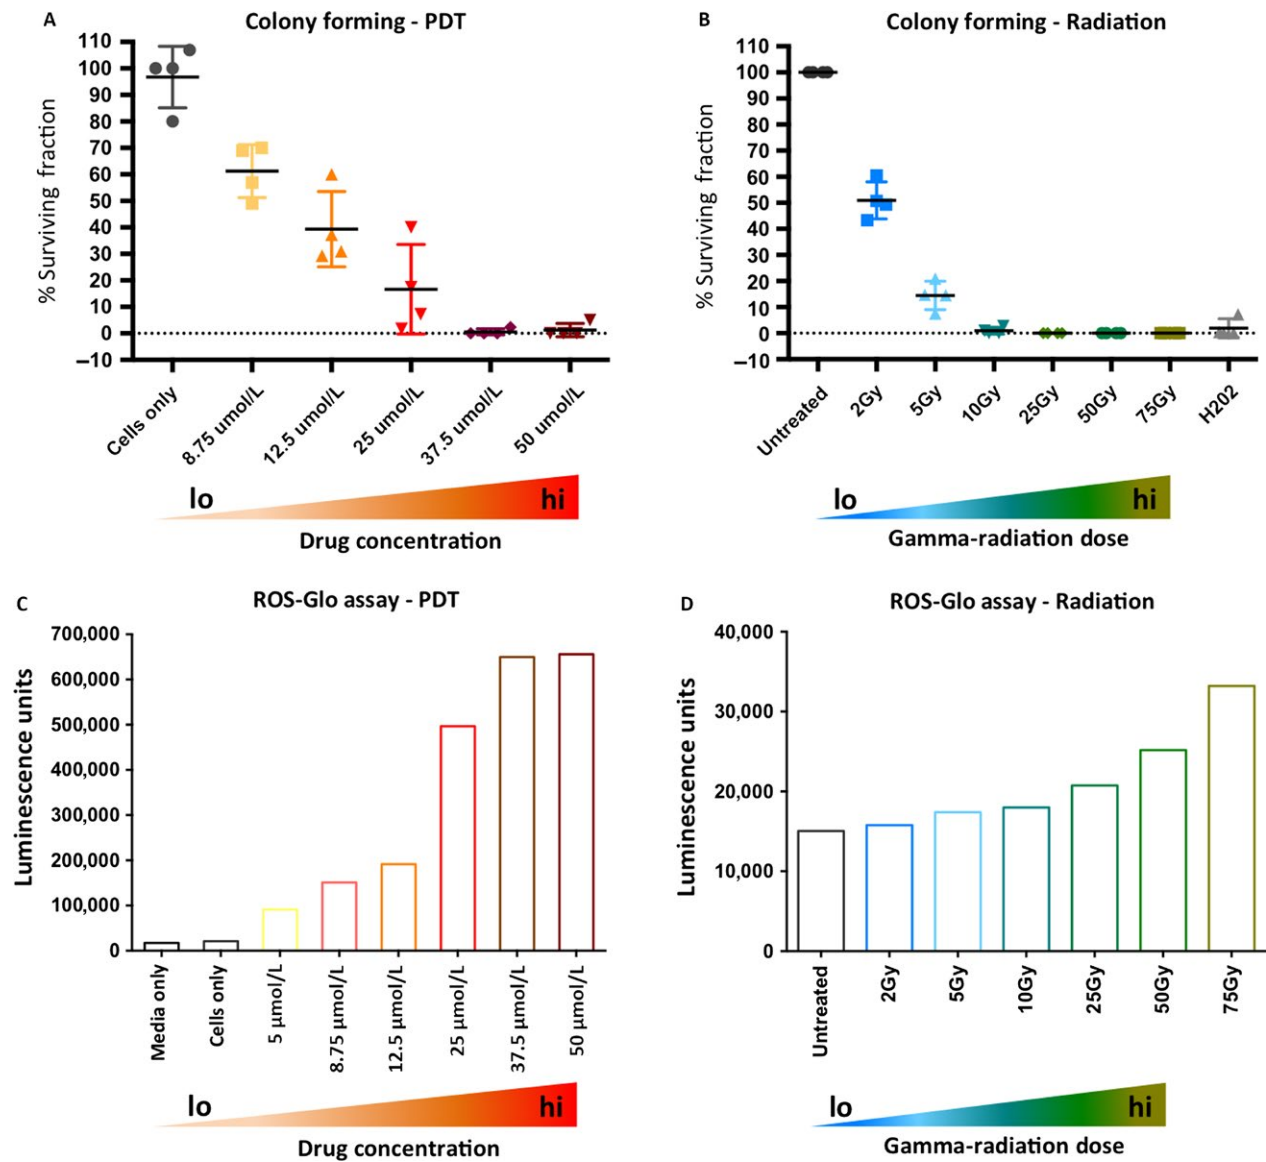 A
Colony forming - PDT
% Surviving fraction
110
100
90
80
70
60
50
40
30
20
10
0
–10
Cells only
8.75 umol/L
12.5 umol/L
25 umol/L
37.5 umol/L
50 umol/L
lo
hi
Drug concentration
B
Colony forming - Radiation
% Surviving fraction
110
100
90
80
70
60
50
40
30
20
10
0
–10
Untreated
2Gy
5Gy
10Gy
25Gy
50Gy
75Gy
H202
lo
hi
Gamma-radiation dose
C
ROS-Glo assay - PDT
Luminescence units
700,000
600,000
500,000
400,000
300,000
200,000
100,000
0
Media only
Cells only
5 µmol/L
8.75 µmol/L
12.5 µmol/L
25 µmol/L
37.5 µmol/L
50 µmol/L
lo
hi
Drug concentration
D
ROS-Glo assay - Radiation
Luminescence units
40,000
30,000
20,000
10,000
0
Untreated
2Gy
5Gy
10Gy
25Gy
50Gy
75Gy
lo
hi
Gamma-radiation dose